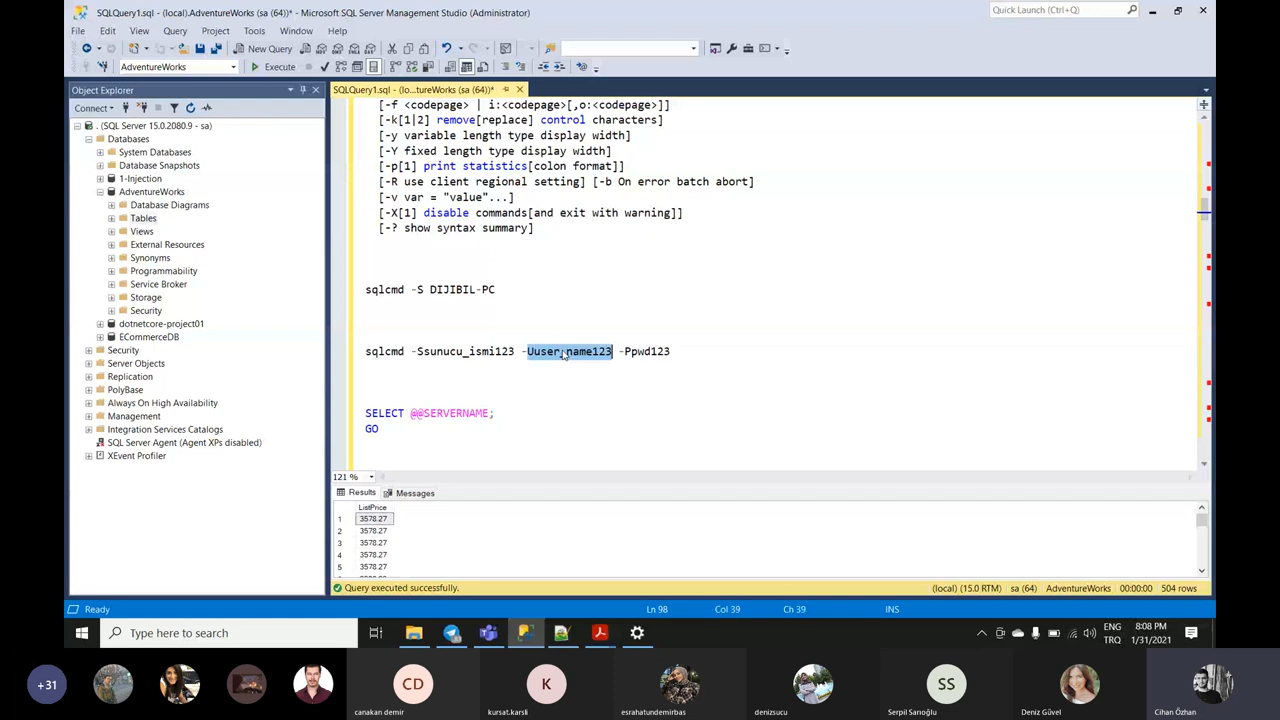 SQLQuery1.sql - (local).AdventureWorks (sa (64))* - Microsoft SQL Server Management Studio (Administrator)
Quick Launch (Ctrl+Q)
File Edit View Query Project Tools Window Help
New Query
AdventureWorks
Execute
Object Explorer
Connect
. (SQL Server 15.0.2080.9 - sa)
Databases
System Databases
Database Snapshots
1-Injection
AdventureWorks
Database Diagrams
Tables
Views
External Resources
Synonyms
Programmability
Service Broker
Storage
Security
dotnetcore-project01
ECommerceDB
Security
Server Objects
Replication
PolyBase
Always On High Availability
Management
Integration Services Catalogs
SQL Server Agent (Agent XPs disabled)
XEvent Profiler
SQLQuery1.sql - (lo...tureWorks (sa (64))*
[-f <codepage> | i:<codepage>[,o:<codepage>]]
[-k[1|2] remove[replace] control characters]
[-y variable length type display width]
[-Y fixed length type display width]
[-p[1] print statistics[colon format]]
[-R use client regional setting] [-b On error batch abort]
[-v var = "value"...]
[-X[1] disable commands[and exit with warning]]
[-? show syntax summary]
sqlcmd -S DIJIBIL-PC
sqlcmd -Ssunucu_ismi123 -Uuser_name123 -Ppwd123
SELECT @@SERVERNAME;
GO
121 %
Results Messages
ListPrice
1 3578.27
2 3578.27
3 3578.27
4 3578.27
5 3578.27
Query executed successfully.
(local) (15.0 RTM) sa (64) AdventureWorks 00:00:00 504 rows
Ready Ln 98 Col 39 Ch 39 INS
Type here to search
ENG
TRQ
8:08 PM
1/31/2021
+31
CD
K
SS
canakan demir
kursat.karsli
esrahatundemirbas
denizsucu
Serpil Sarıoğlu
Deniz Güvel
Cihan Özhan